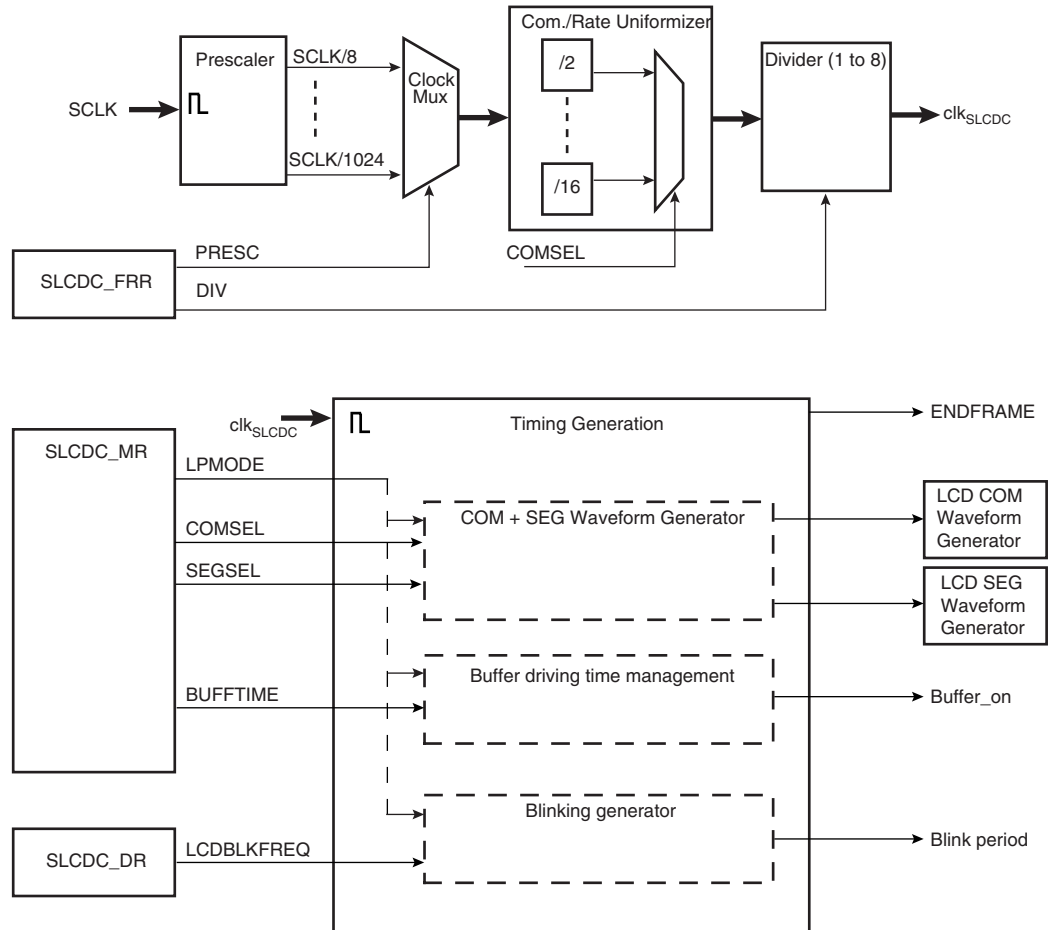 Com./Rate Uniformizer
Prescaler
SCLK/8
Clock
Mux
/2
Divider (1 to 8)
SCLK
clkSLCDC
SCLK/1024
/16
PRESC
COMSEL
SLCDC_FRR
DIV
clkSLCDC
Timing Generation
ENDFRAME
SLCDC_MR
LPMODE
COM + SEG Waveform Generator
LCD COM
Waveform
Generator
COMSEL
SEGSEL
LCD SEG
Waveform
Generator
Buffer driving time management
BUFFTIME
Buffer_on
Blinking generator
Blink period
SLCDC_DR
LCDBLKFREQ